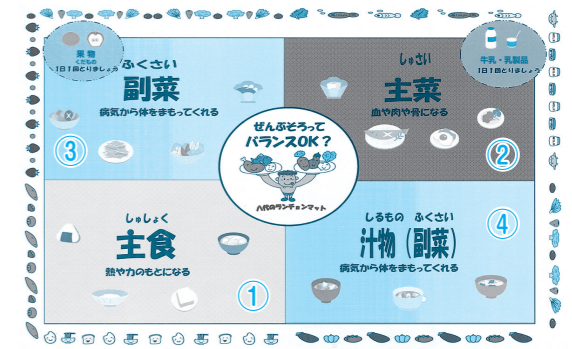 果物
くだもの
1日1回とりましょう
ふくさい
副菜
病気から体をまもってくれる
③
しゅさい
主菜
血や肉や骨になる
②
牛乳・乳製品
1日1回とりましょう
ぜんぶそろって
バランスOK?
八代のランチョンマット
しゅしょく
主食
熱や力のもとになる
①
しるもの ふくさい
汁物(副菜)
病気から体をまもってくれる
④